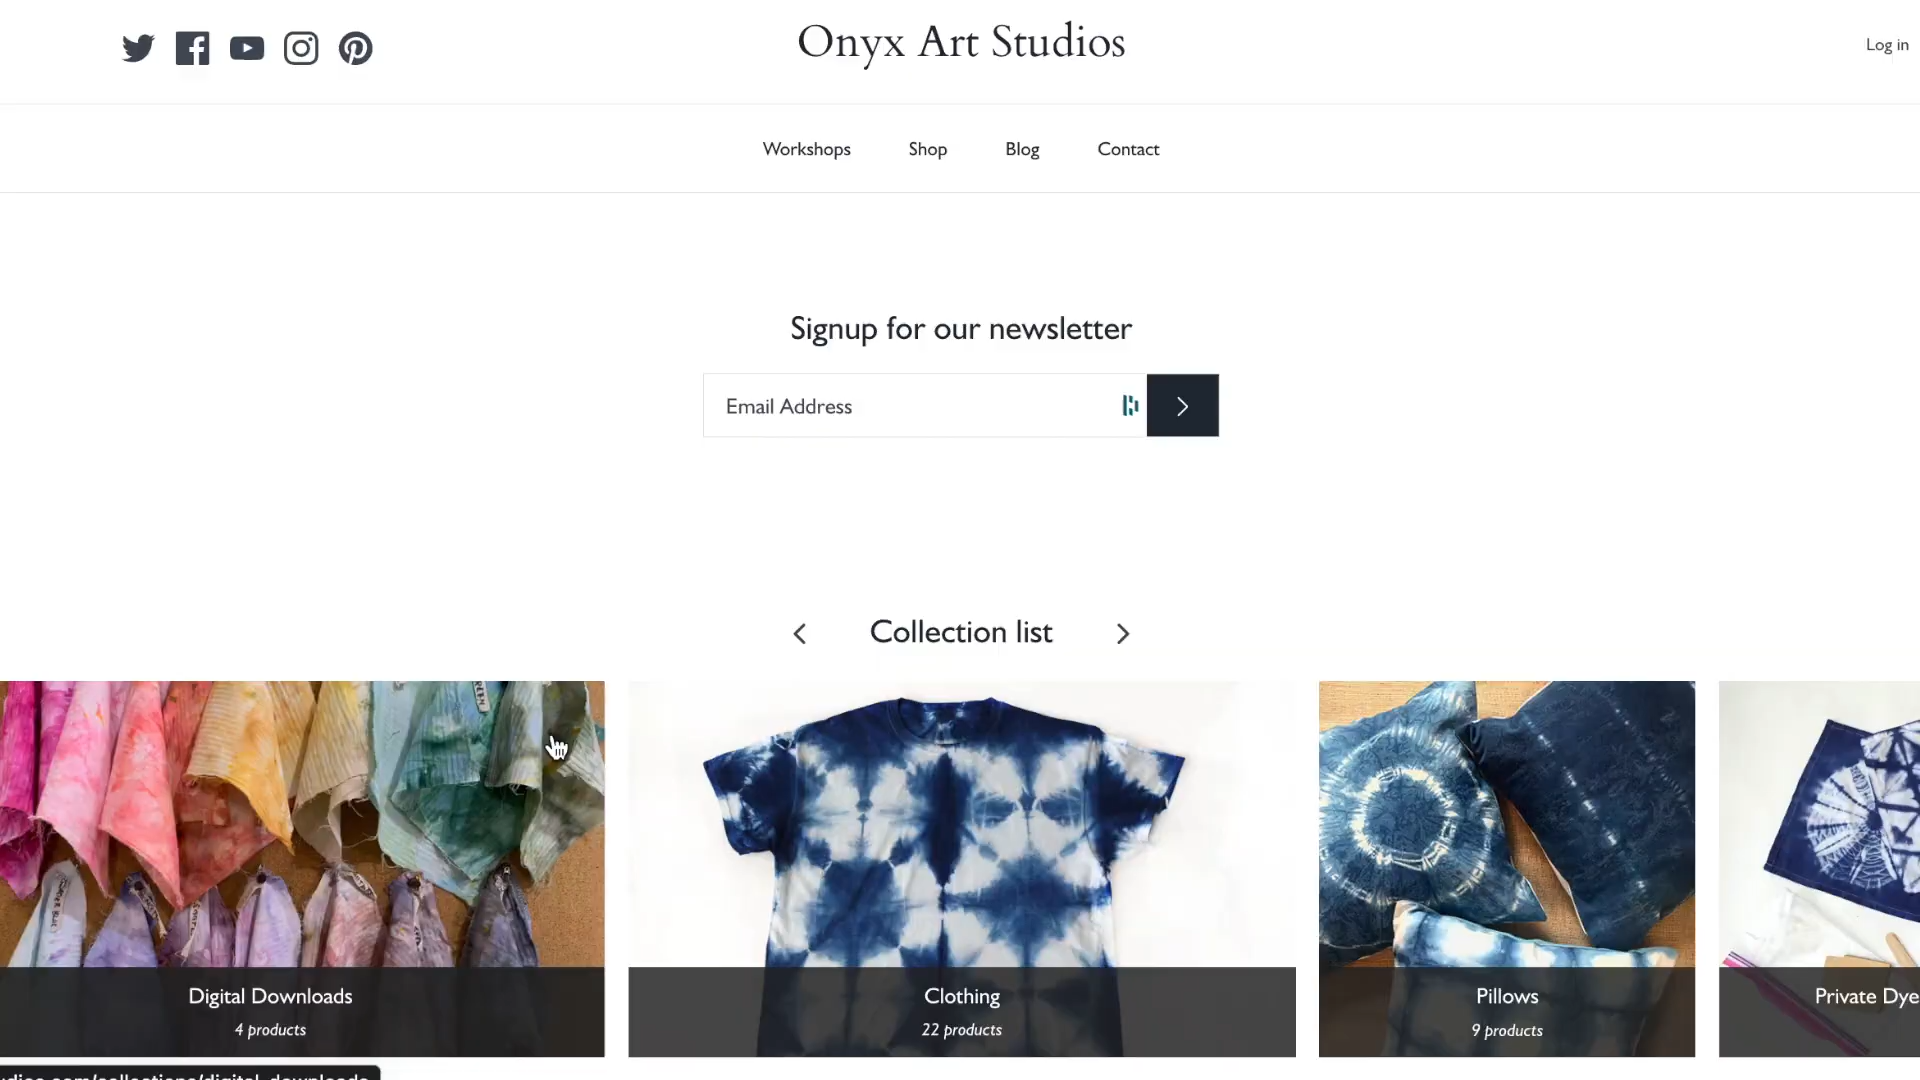 Onyx Art Studios
Log in
Workshops Shop Blog Contact
Signup for our newsletter
Email Address
Collection list
Digital Downloads
4 products
Clothing
22 products
Pillows
9 products
Private Dye